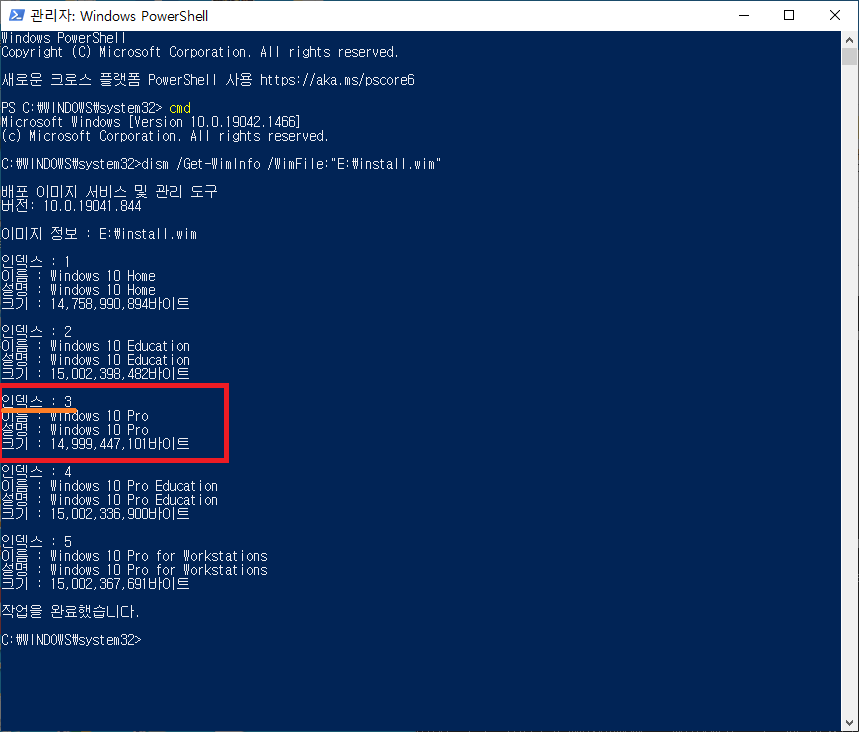 관리자: Windows PowerShell
Windows PowerShell
Copyright (C) Microsoft Corporation. All rights reserved.
새로운 크로스 플랫폼 PowerShell 사용 https://aka.ms/pscore6
PS C:₩WINDOWS₩system32> cmd
Microsoft Windows [Version 10.0.19042.1466]
(c) Microsoft Corporation. All rights reserved.
C:₩WINDOWS₩system32>dism /Get-WimInfo /WimFile:"E:₩install.wim"
배포 이미지 서비스 및 관리 도구
버전: 10.0.19041.844
이미지 정보 : E:₩install.wim
인덱스 : 1
이름 : Windows 10 Home
설명 : Windows 10 Home
크기 : 14,758,990,894바이트
인덱스 : 2
이름 : Windows 10 Education
설명 : Windows 10 Education
크기 : 15,002,398,482바이트
인덱스 : 3
이름 : Windows 10 Pro
설명 : Windows 10 Pro
크기 : 14,999,447,101바이트
인덱스 : 4
이름 : Windows 10 Pro Education
설명 : Windows 10 Pro Education
크기 : 15,002,336,900바이트
인덱스 : 5
이름 : Windows 10 Pro for Workstations
설명 : Windows 10 Pro for Workstations
크기 : 15,002,367,691바이트
작업을 완료했습니다.
C:₩WINDOWS₩system32>